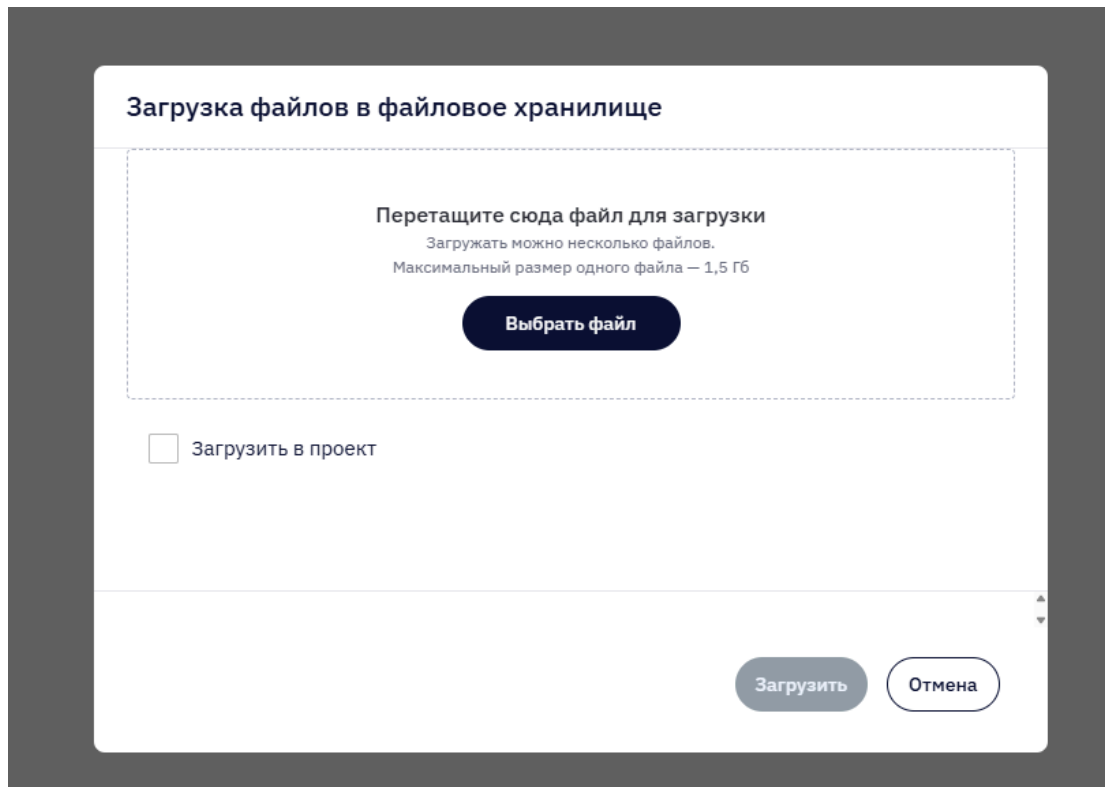 Загрузка файлов в файловое хранилище
Перетащите сюда файл для загрузки
Загружать можно несколько файлов.
Максимальный размер одного файла — 1,5 Гб
Выбрать файл
Загрузить в проект
Загрузить
Отмена